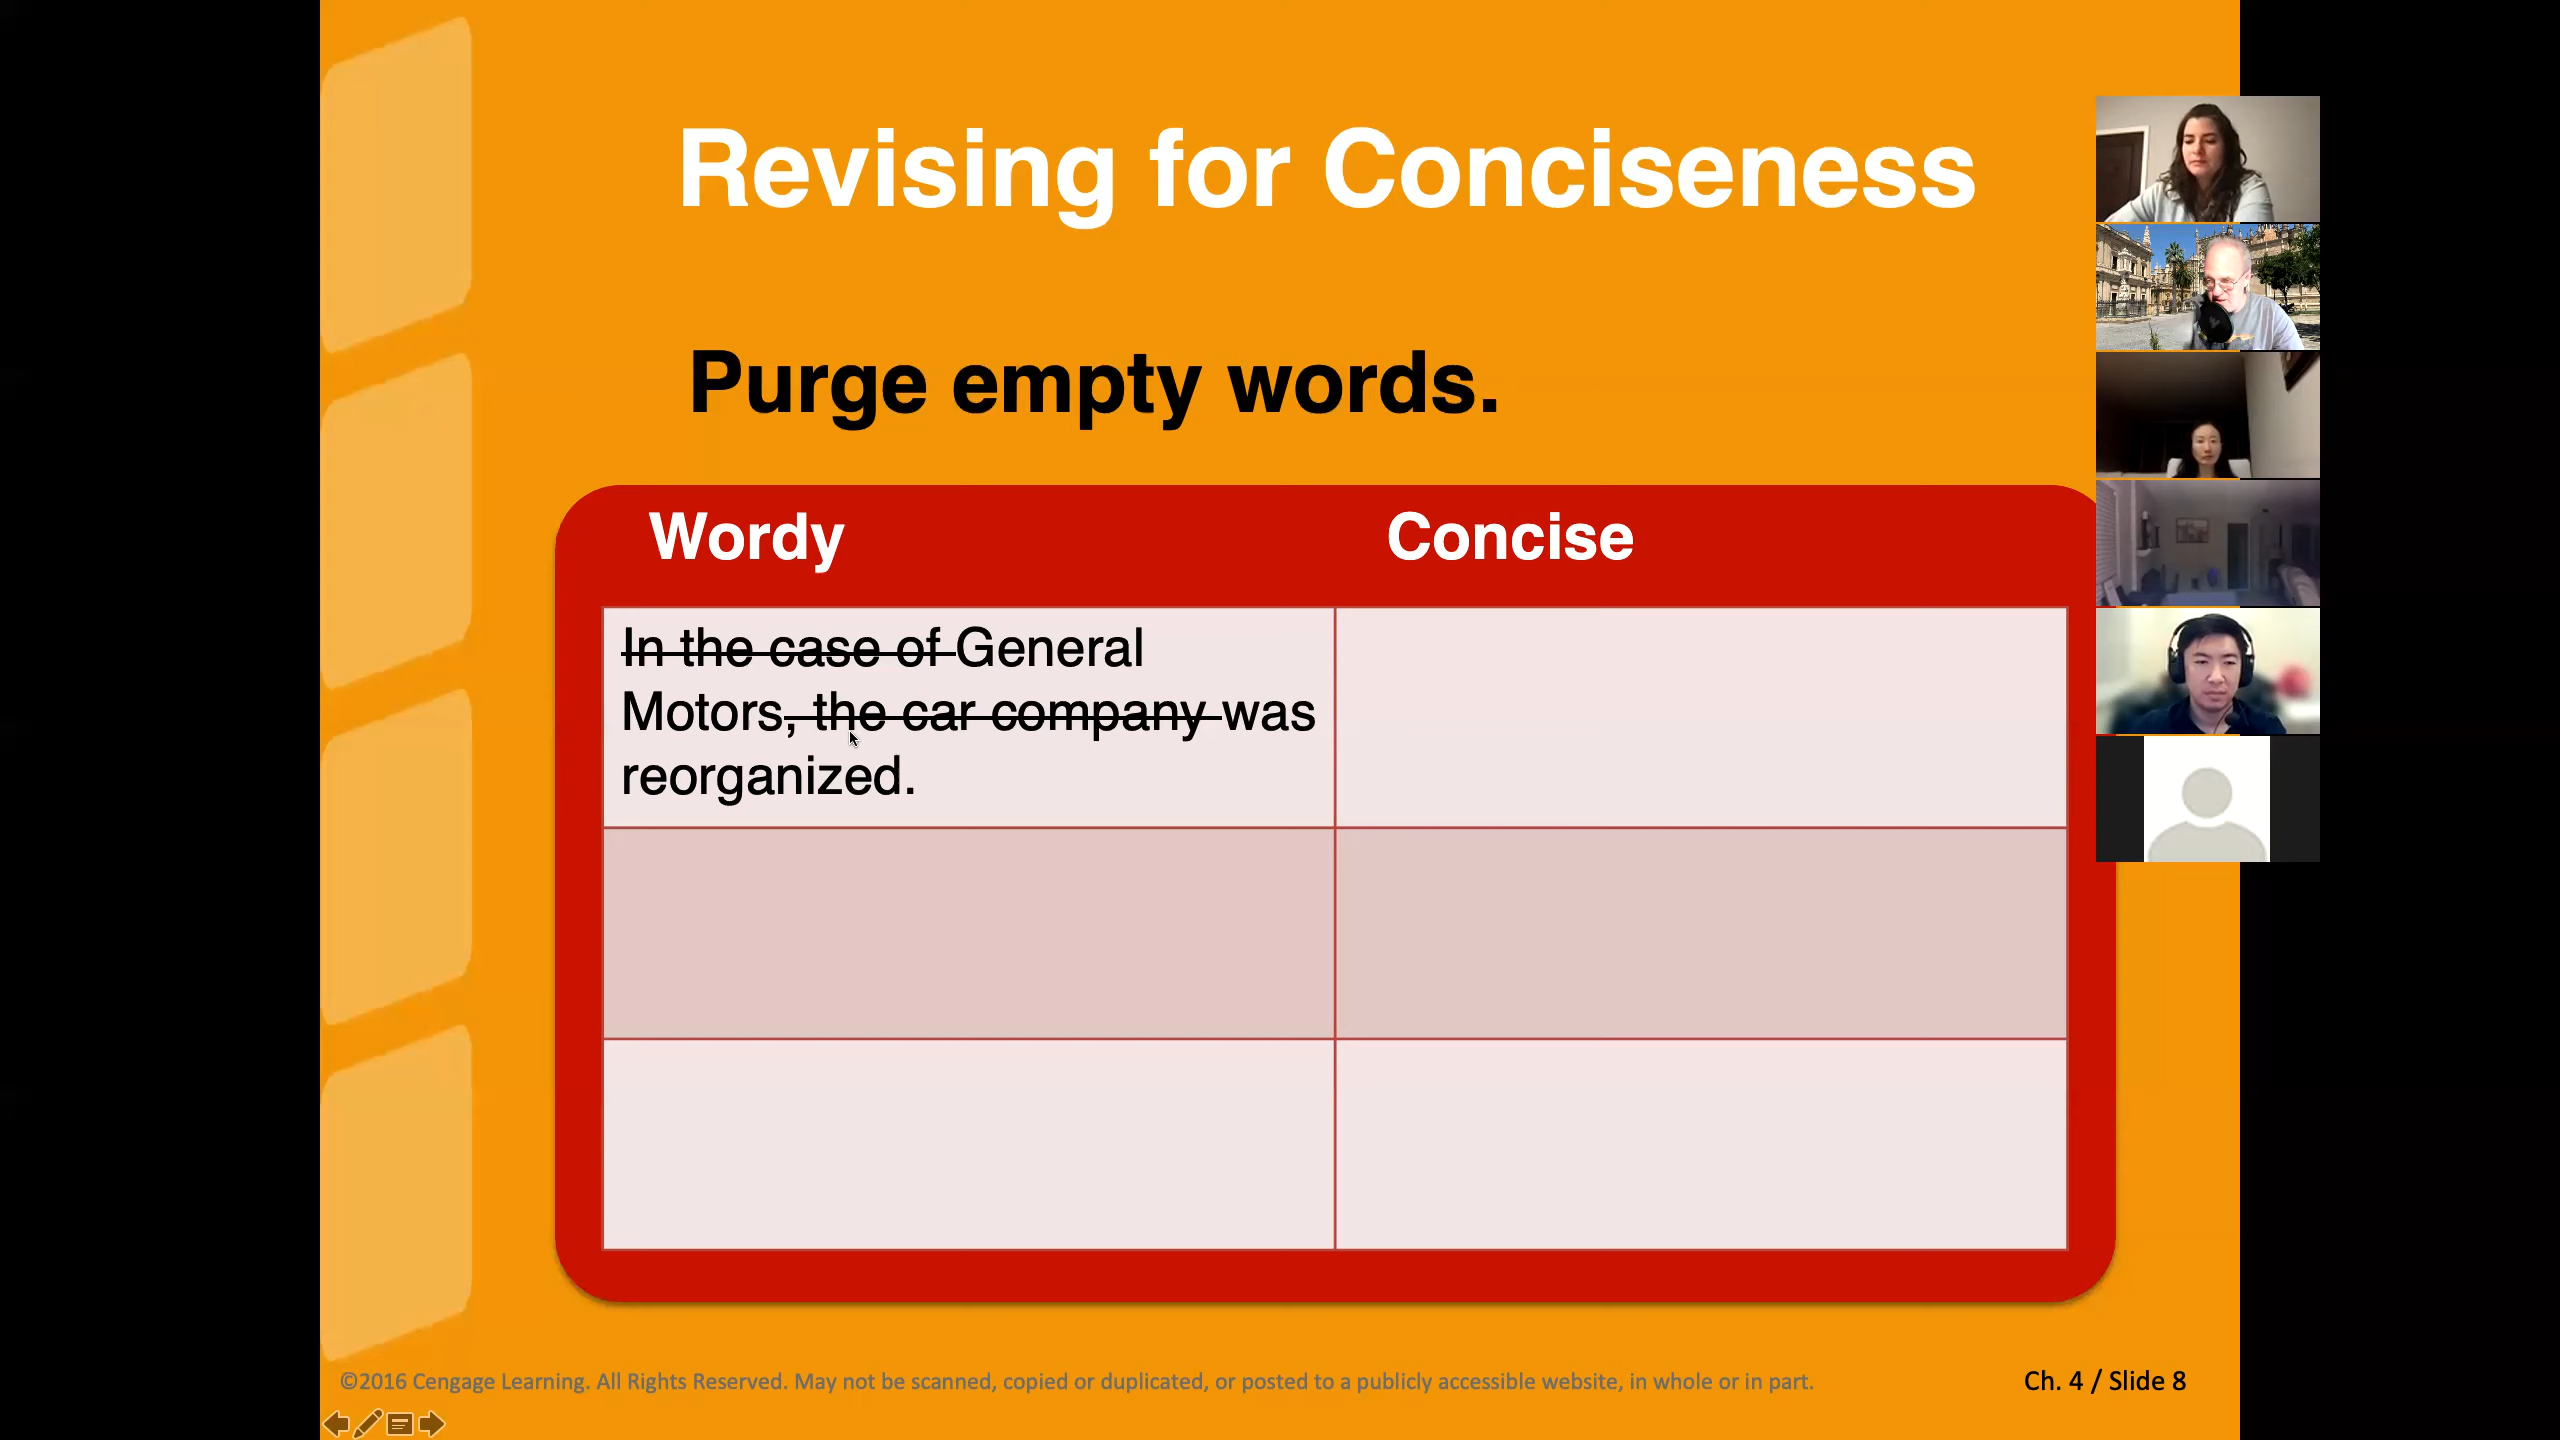 Revising for Conciseness
Purge empty words.
Wordy
Concise
In the case of General
Motors, the car company was
reorganized.
©2016 Cengage Learning. All Rights Reserved. May not be scanned, copied or duplicated, or posted to a publicly accessible website, in whole or in part.
Ch. 4 / Slide 8